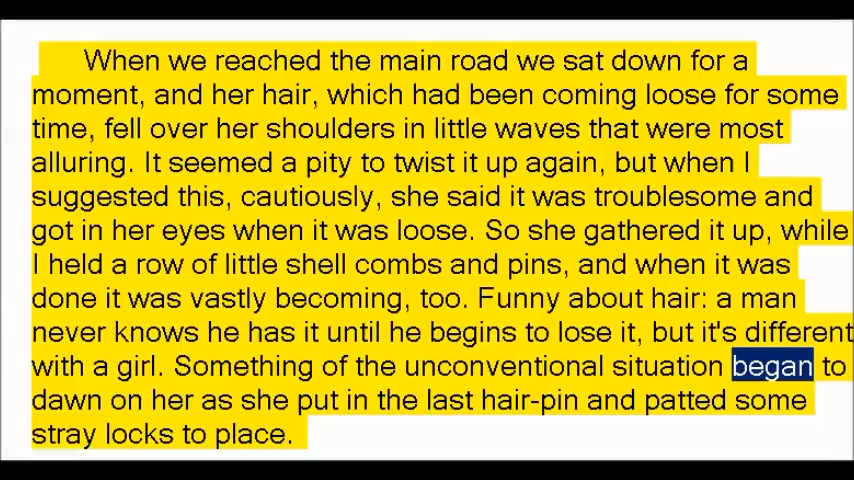 When we reached the main road we sat down for a
moment, and her hair, which had been coming loose for some
time, fell over her shoulders in little waves that were most
alluring. It seemed a pity to twist it up again, but when I
suggested this, cautiously, she said it was troublesome and
got in her eyes when it was loose. So she gathered it up, while
I held a row of little shell combs and pins, and when it was
done it was vastly becoming, too. Funny about hair: a man
never knows he has it until he begins to lose it, but it's different
with a girl. Something of the unconventional situation began to
dawn on her as she put in the last hair-pin and patted some
stray locks to place.